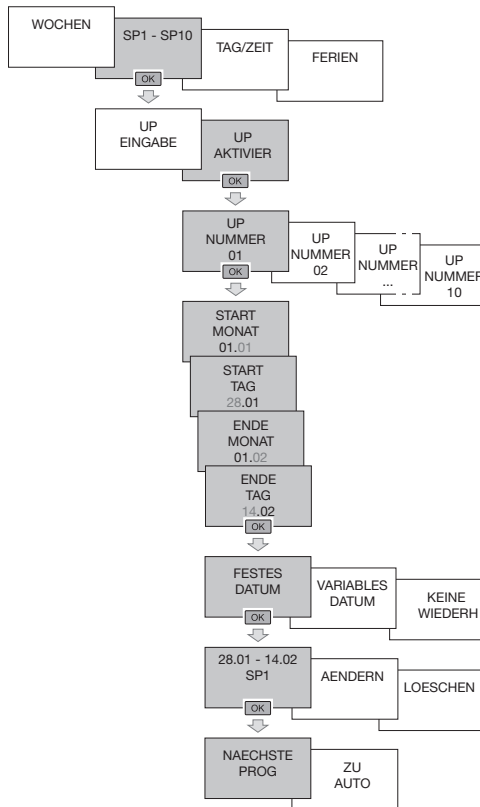 WOCHEN
SP1 - SP10
TAG/ZEIT
FERIEN
OK
UP
EINGABE
UP
AKTIVIER
OK
UP
NUMMER
01
UP
NUMMER
02
UP
NUMMER
...
UP
NUMMER
10
OK
START
MONAT
01.01
START
TAG
28.01
ENDE
MONAT
01.02
ENDE
TAG
14.02
OK
FESTES
DATUM
VARIABLES
DATUM
KEINE
WIEDERH
OK
28.01 - 14.02
SP1
AENDERN
LOESCHEN
OK
NAECHSTE
PROG
ZU
AUTO